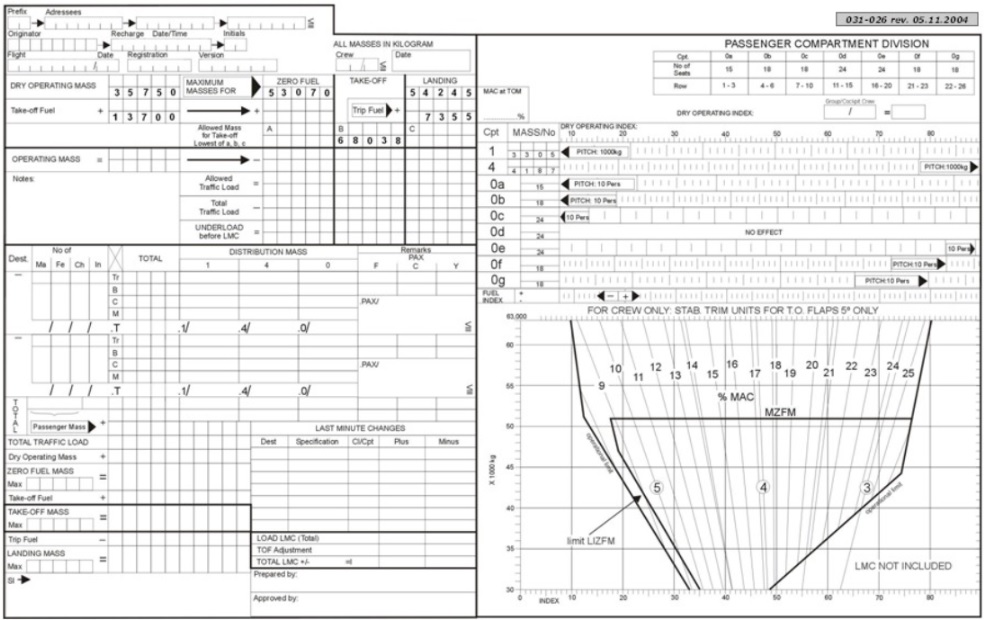 031-026 rev. 05.11.2004
Prefix Adressees
Originator Recharge Date/Time Initials
Flight Date Registration Version
ALL MASSES IN KILOGRAM
Crew Date
DRY OPERATING MASS 3 5 7 5 0 MAXIMUM MASSES FOR ZERO FUEL 5 3 0 7 0 TAKE-OFF LANDING 5 4 2 4 5
Take-off Fuel + 1 3 7 0 0 + Trip Fuel + 7 3 5 5
Allowed Mass for Take-off Lowest of a, b, c A B 6 8 0 3 8 C
OPERATING MASS = −
Notes:
Allowed Traffic Load =
Total Traffic Load −
UNDERLOAD before LMC =
Dest. No of Ma Fe Ch In TOTAL DISTRIBUTION MASS 1 4 0 Remarks PAX F C Y
Tr
B
C .PAX/
M
/ / / .T .1/ .4/ .0/
Tr
B
C .PAX/
M
/ / / .T .1/ .4/ .0/
TOTAL
Passenger Mass +
TOTAL TRAFFIC LOAD =
Dry Operating Mass +
ZERO FUEL MASS
Max =
Take-off Fuel +
TAKE-OFF MASS
Max =
Trip Fuel −
LANDING MASS
Max =
SI
LAST MINUTE CHANGES
Dest Specification Cl/Cpt Plus Minus
LOAD LMC (Total)
TOF Adjustment
TOTAL LMC +/- =
Prepared by:
Approved by:
PASSENGER COMPARTMENT DIVISION
Cpt. 0a 0b 0c 0d 0e 0f 0g
No of Seats 15 18 18 24 24 18 18
Row 1 - 3 4 - 6 7 - 10 11 - 15 16 - 20 21 - 23 22 - 26
MAC at TOM
%
DRY OPERATING INDEX: Group/Cockpit Crew / =
Cpt MASS/No DRY OPERATING INDEX:
10 20 30 40 50 60 70 80
1 3 3 0 5 PITCH: 1000kg
4 4 1 8 7 PITCH:1000kg
0a 15 PITCH: 10 Pers
0b 18 PITCH: 10 Pers
0c 24 10 Pers
0d 24 NO EFFECT
0e 24 10 Pers
0f 18 PITCH:10 Pers
0g 18 PITCH:10 Pers
FUEL INDEX + - − +
FOR CREW ONLY: STAB. TRIM UNITS FOR T.O. FLAPS 5º ONLY
63,000
60
55
50
45
40
35
30
X 1000 kg
9 10 11 12 13 14 15 16 17 18 19 20 21 22 23 24 25
% MAC
MZFM
operational limit
5 4 3
operational limit
limit LIZFM
LMC NOT INCLUDED
0 10 20 30 40 50 60 70 80
INDEX